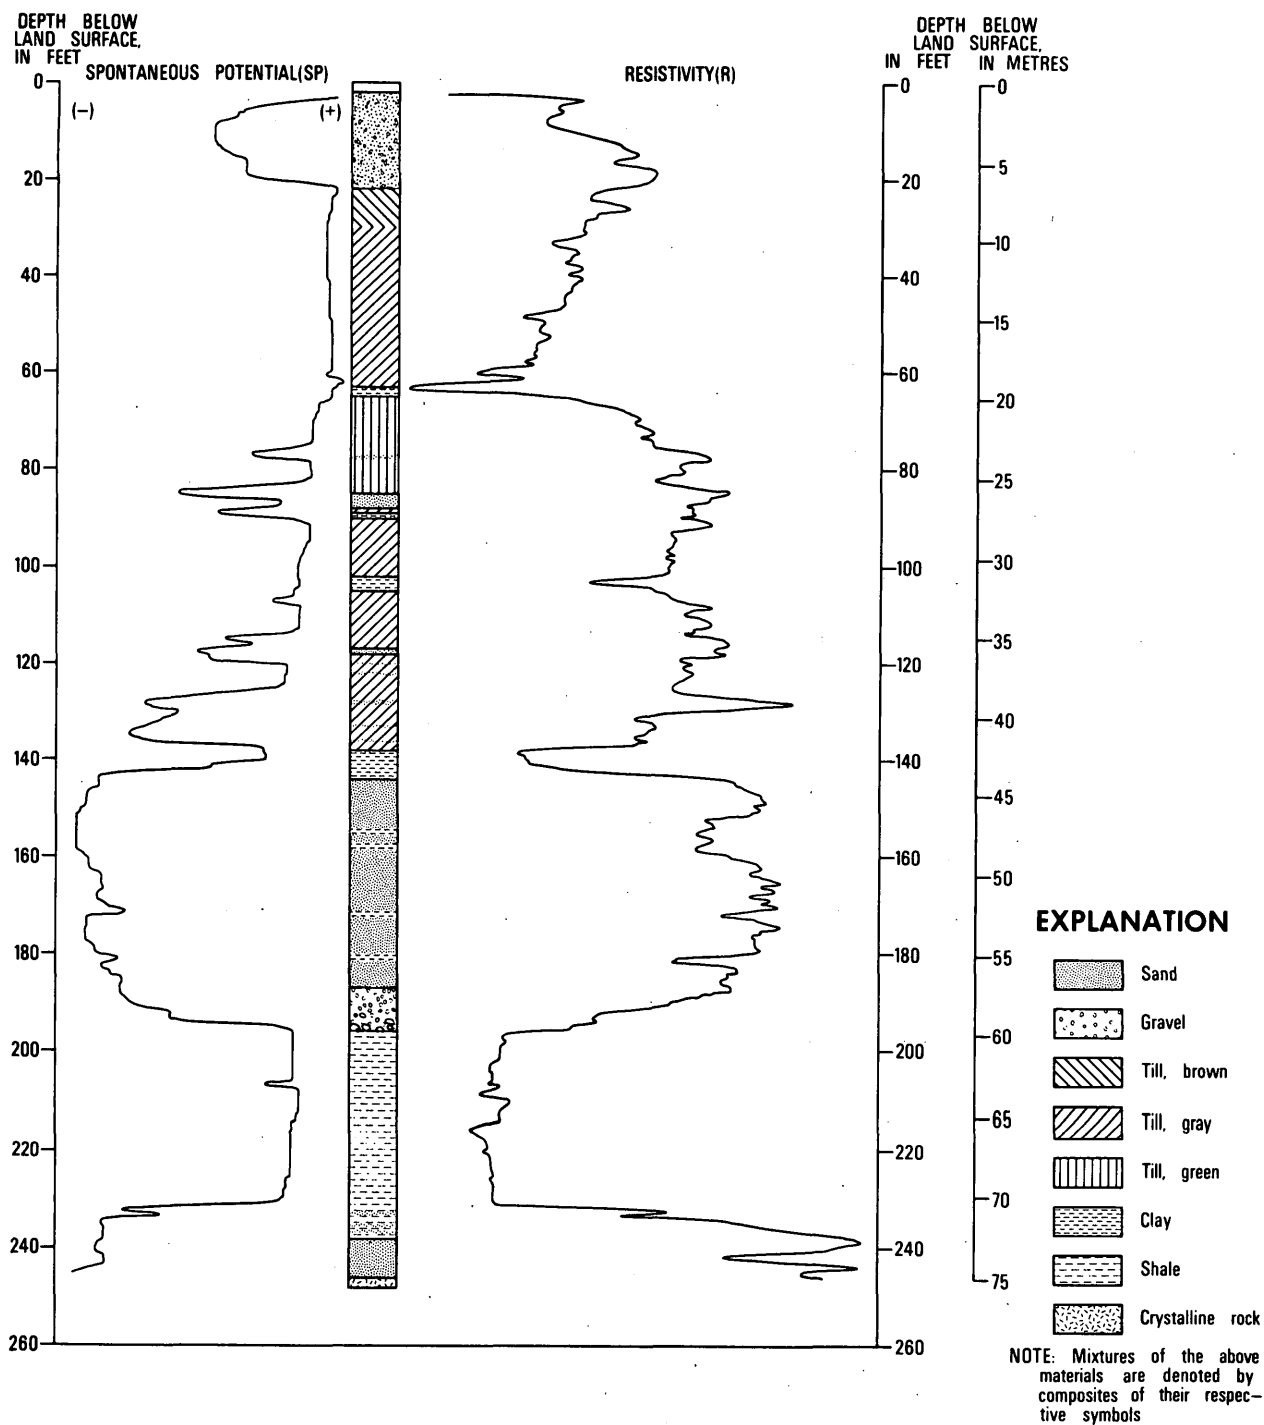 DEPTH BELOW
LAND SURFACE,
IN FEET
SPONTANEOUS POTENTIAL(SP)
(−)
(+)
0
20
40
60
80
100
120
140
160
180
200
220
240
260
RESISTIVITY(R)
DEPTH BELOW
LAND SURFACE,
IN FEET IN METRES
0
20
40
60
80
100
120
140
160
180
200
220
240
260
0
5
10
15
20
25
30
35
40
45
50
55
60
65
70
75
EXPLANATION
Sand
Gravel
Till, brown
Till, gray
Till, green
Clay
Shale
Crystalline rock
NOTE: Mixtures of the above
materials are denoted by
composites of their respec-
tive symbols